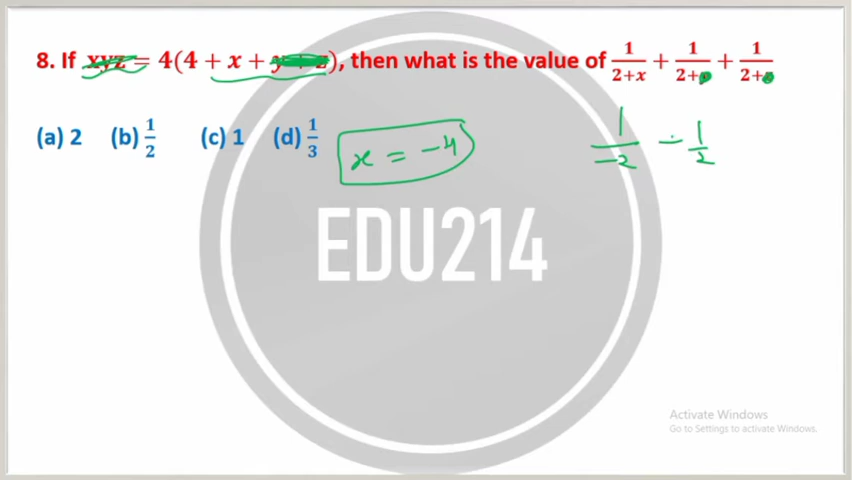 8. If xyz = 4(4 + x + y + z), then what is the value of 1/2+x + 1/2+y + 1/2+z
(a) 2 (b) 1/2 (c) 1 (d) 1/3 x = -4 1/-2 - 1/2
EDU214
Activate Windows
Go to Settings to activate Windows.